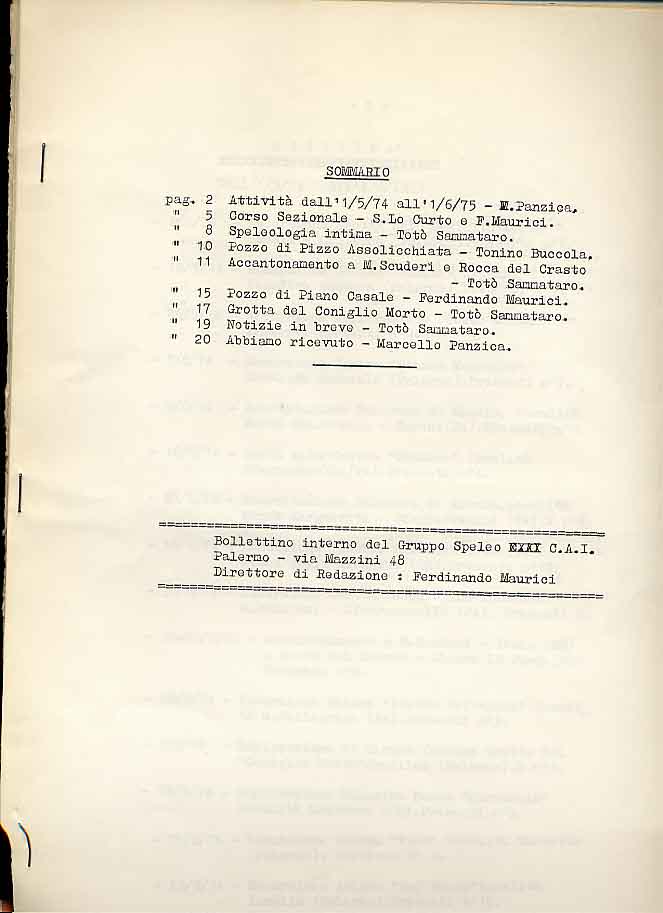 SOMMARIO
pag. 2 Attività dall'1/5/74 all'1/6/75 - M.Panzica.
" 5 Corso Sezionale - S.Lo Curto e F.Maurici.
" 8 Speleologia intima - Totò Sammataro.
" 10 Pozzo di Pizzo Assolicchiata - Tonino Buccola.
" 11 Accantonamento a M.Scuderi e Rocca del Crasto
- Totò Sammataro.
" 15 Pozzo di Piano Casale - Ferdinando Maurici.
" 17 Grotta del Coniglio Morto - Totò Sammataro.
" 19 Notizie in breve - Totò Sammataro.
" 20 Abbiamo ricevuto - Marcello Panzica.
Bollettino interno del Gruppo Speleo C.A.I.
Palermo - via Mazzini 48
Direttore di Redazione : Ferdinando Maurici